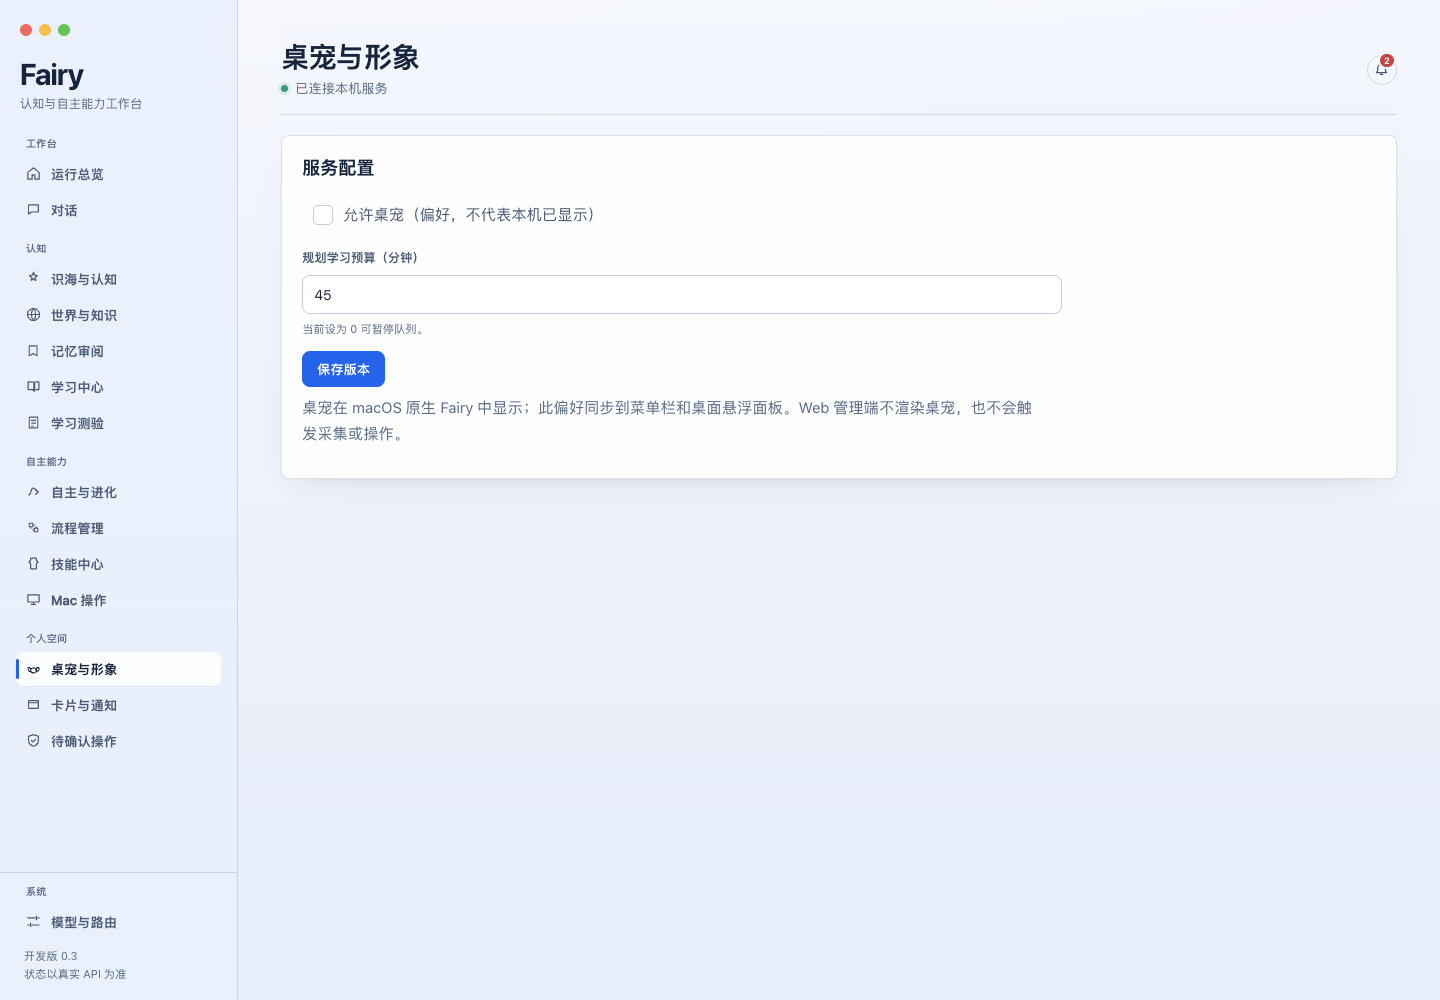 Fairy
认知与自主能力工作台
工作台
运行总览
对话
认知
识海与认知
世界与知识
记忆审阅
学习中心
学习测验
自主能力
自主与进化
流程管理
技能中心
Mac 操作
个人空间
桌宠与形象
卡片与通知
待确认操作
系统
模型与路由
开发版 0.3
状态以真实 API 为准
桌宠与形象
已连接本机服务
2
服务配置
允许桌宠（偏好，不代表本机已显示）
规划学习预算（分钟）
45
当前设为 0 可暂停队列。
保存版本
桌宠在 macOS 原生 Fairy 中显示；此偏好同步到菜单栏和桌面悬浮面板。Web 管理端不渲染桌宠，也不会触
发采集或操作。